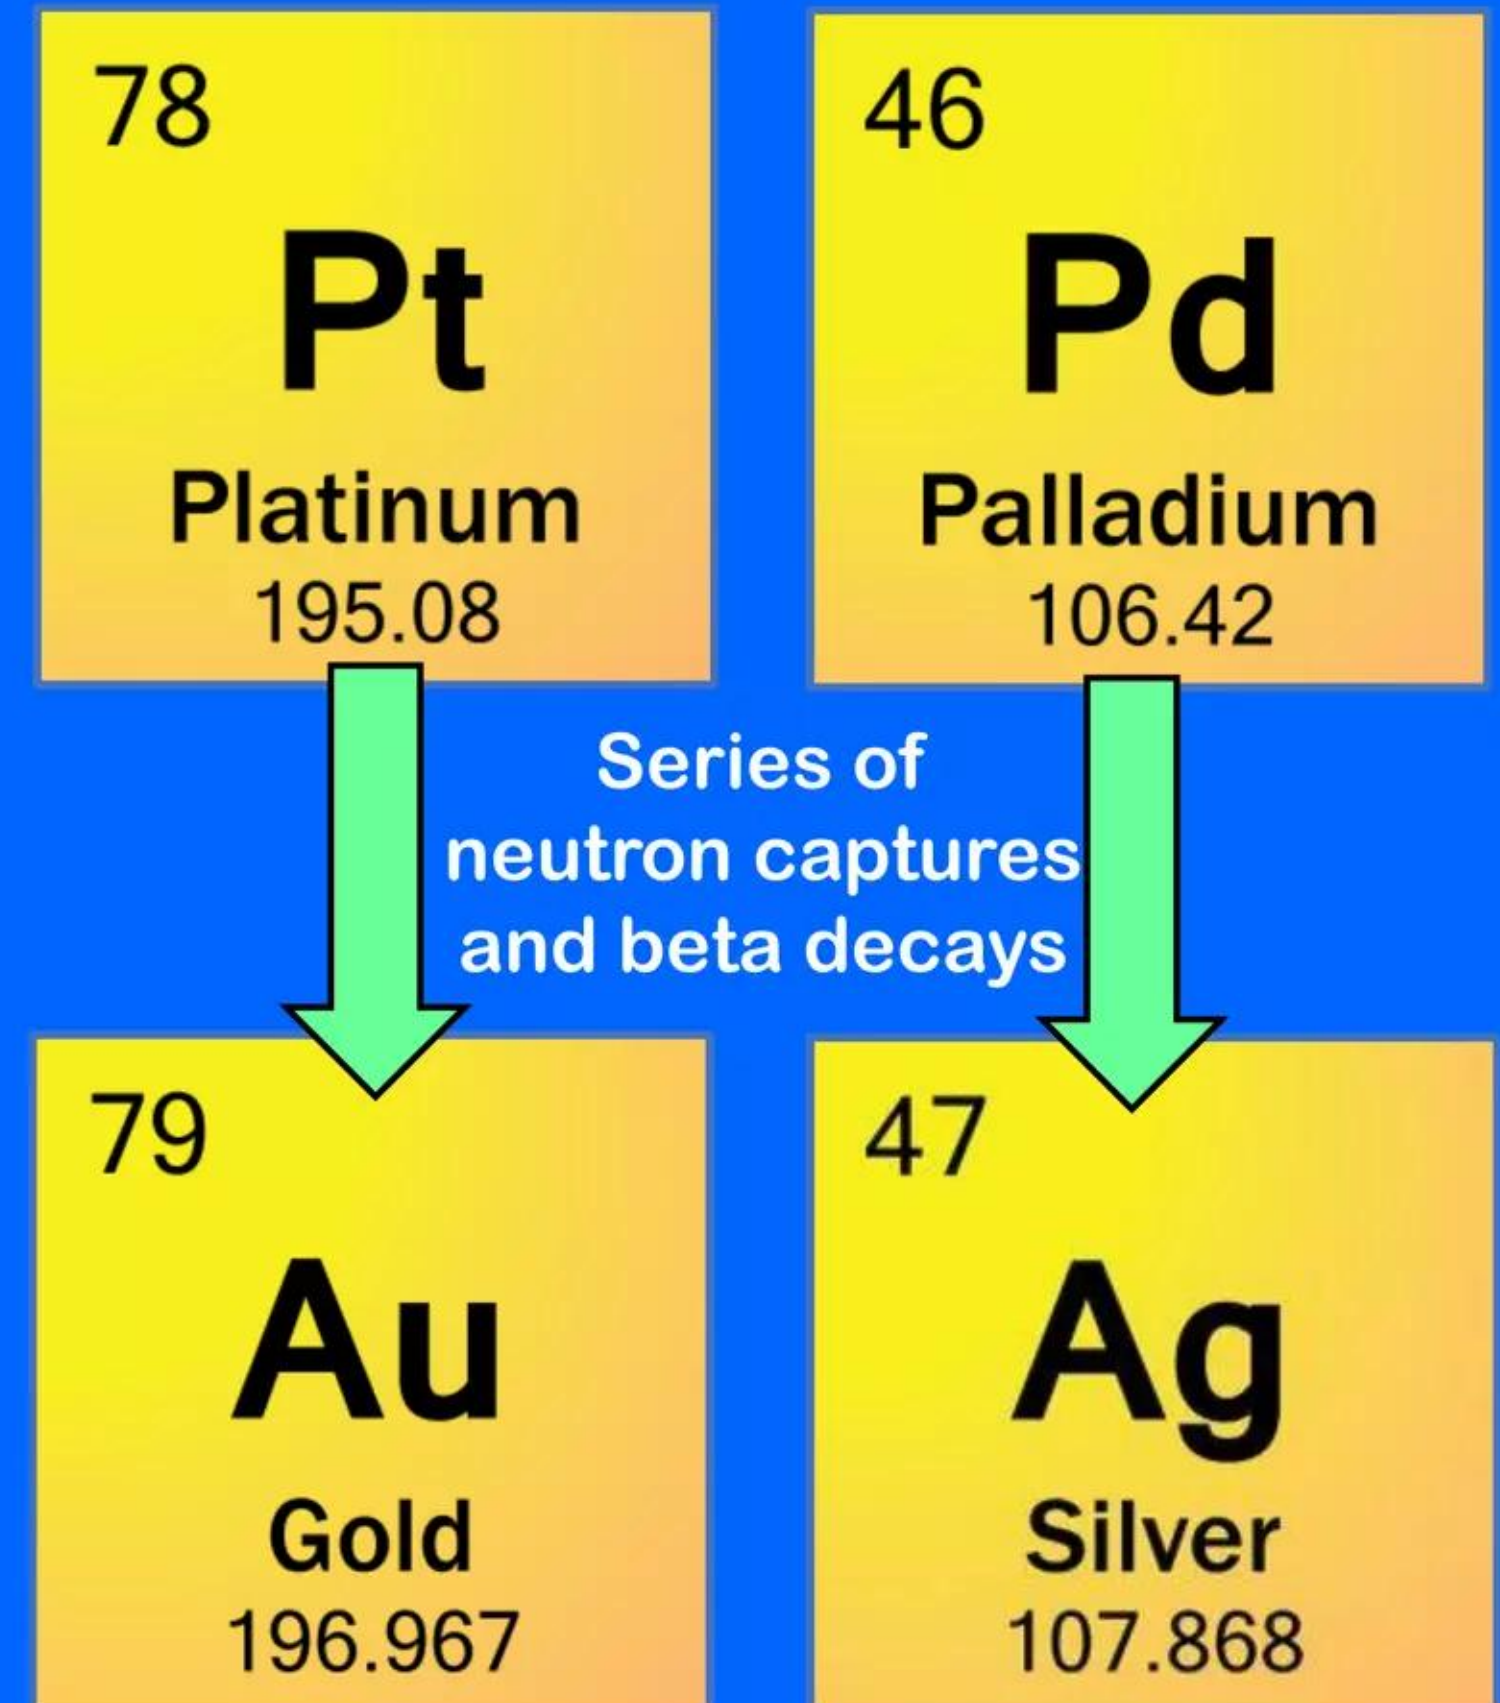 78
Pt
Platinum
195.08
46
Pd
Palladium
106.42
Series of
neutron captures
and beta decays
79
Au
Gold
196.967
47
Ag
Silver
107.868